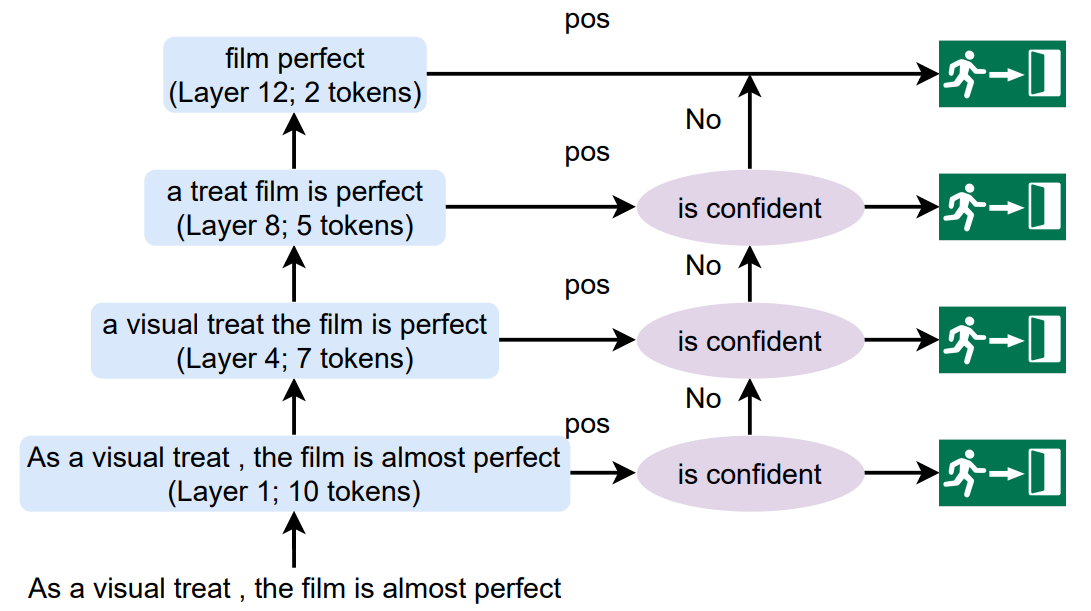 pos
film perfect
(Layer 12; 2 tokens)
No
pos
a treat film is perfect
(Layer 8; 5 tokens)
is confident
No
pos
a visual treat the film is perfect
(Layer 4; 7 tokens)
is confident
No
pos
As a visual treat , the film is almost perfect
(Layer 1; 10 tokens)
is confident
As a visual treat , the film is almost perfect